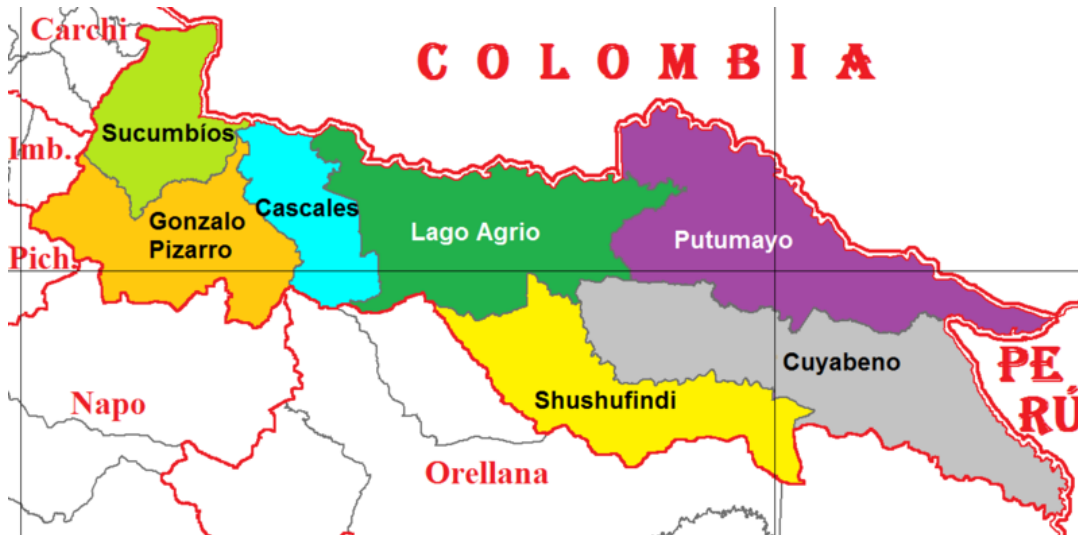 Carchi
COLOMBIA
Sucumbíos
Imb.
Cascales
Gonzalo
Pizarro
Lago Agrio
Putumayo
Pich.
PE
RÚ
Cuyabeno
Shushufindi
Napo
Orellana